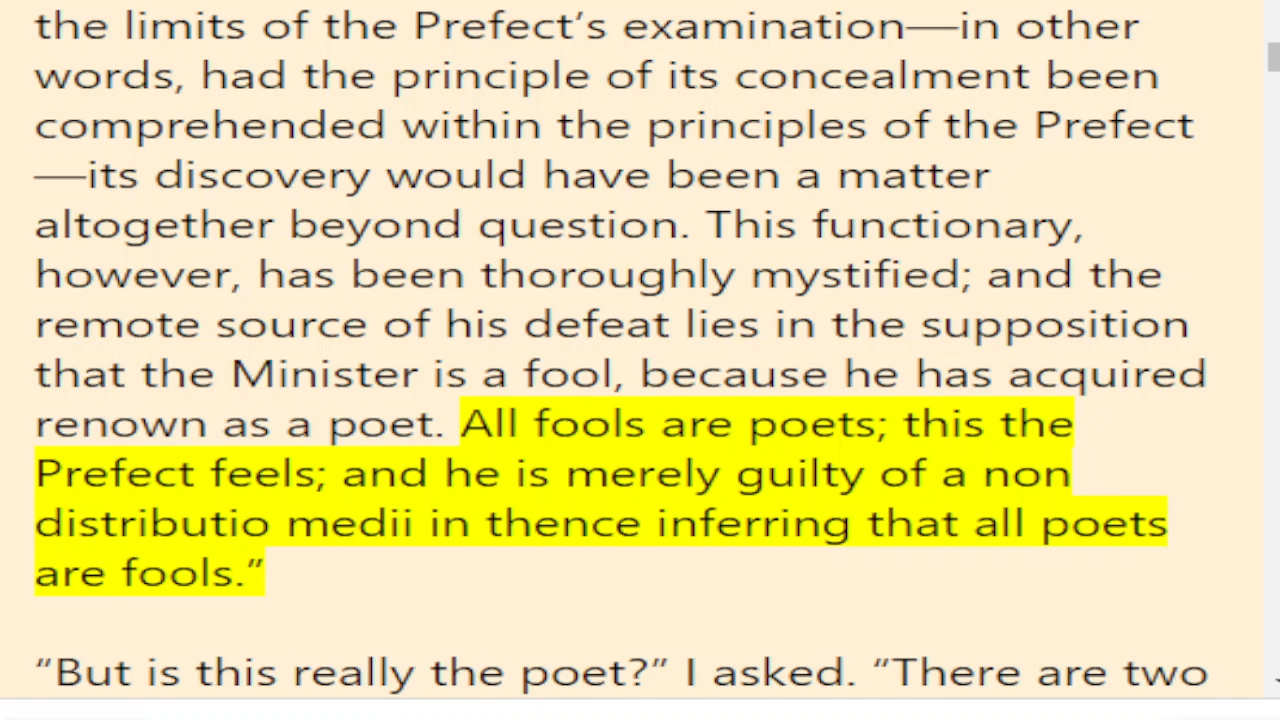 the limits of the Prefect’s examination—in other
words, had the principle of its concealment been
comprehended within the principles of the Prefect
—its discovery would have been a matter
altogether beyond question. This functionary,
however, has been thoroughly mystified; and the
remote source of his defeat lies in the supposition
that the Minister is a fool, because he has acquired
renown as a poet. All fools are poets; this the
Prefect feels; and he is merely guilty of a non
distributio medii in thence inferring that all poets
are fools.”
“But is this really the poet?” I asked. “There are two